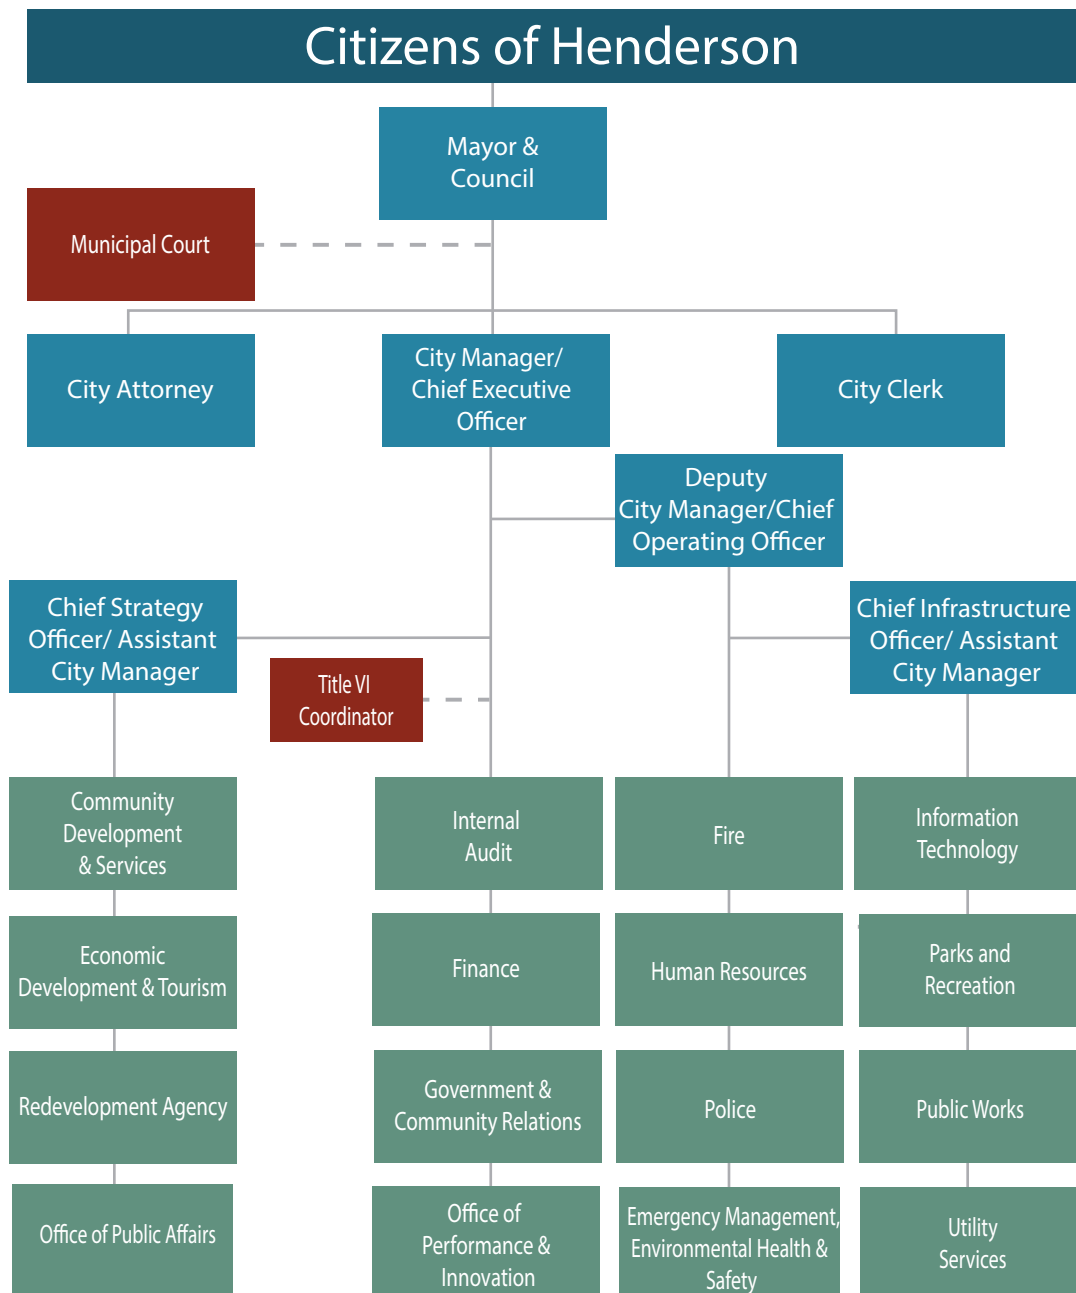 Citizens of Henderson
Mayor &
Council
Municipal Court
City Attorney
City Manager/
Chief Executive
Officer
City Clerk
Deputy
City Manager/Chief
Operating Officer
Chief Strategy
Officer/ Assistant
City Manager
Chief Infrastructure
Officer/ Assistant
City Manager
Title VI
Coordinator
Community
Development
& Services
Internal
Audit
Fire
Information
Technology
Economic
Development & Tourism
Finance
Human Resources
Parks and
Recreation
Redevelopment Agency
Government &
Community Relations
Police
Public Works
Office of Public Affairs
Office of
Performance &
Innovation
Emergency Management,
Environmental Health &
Safety
Utility
Services